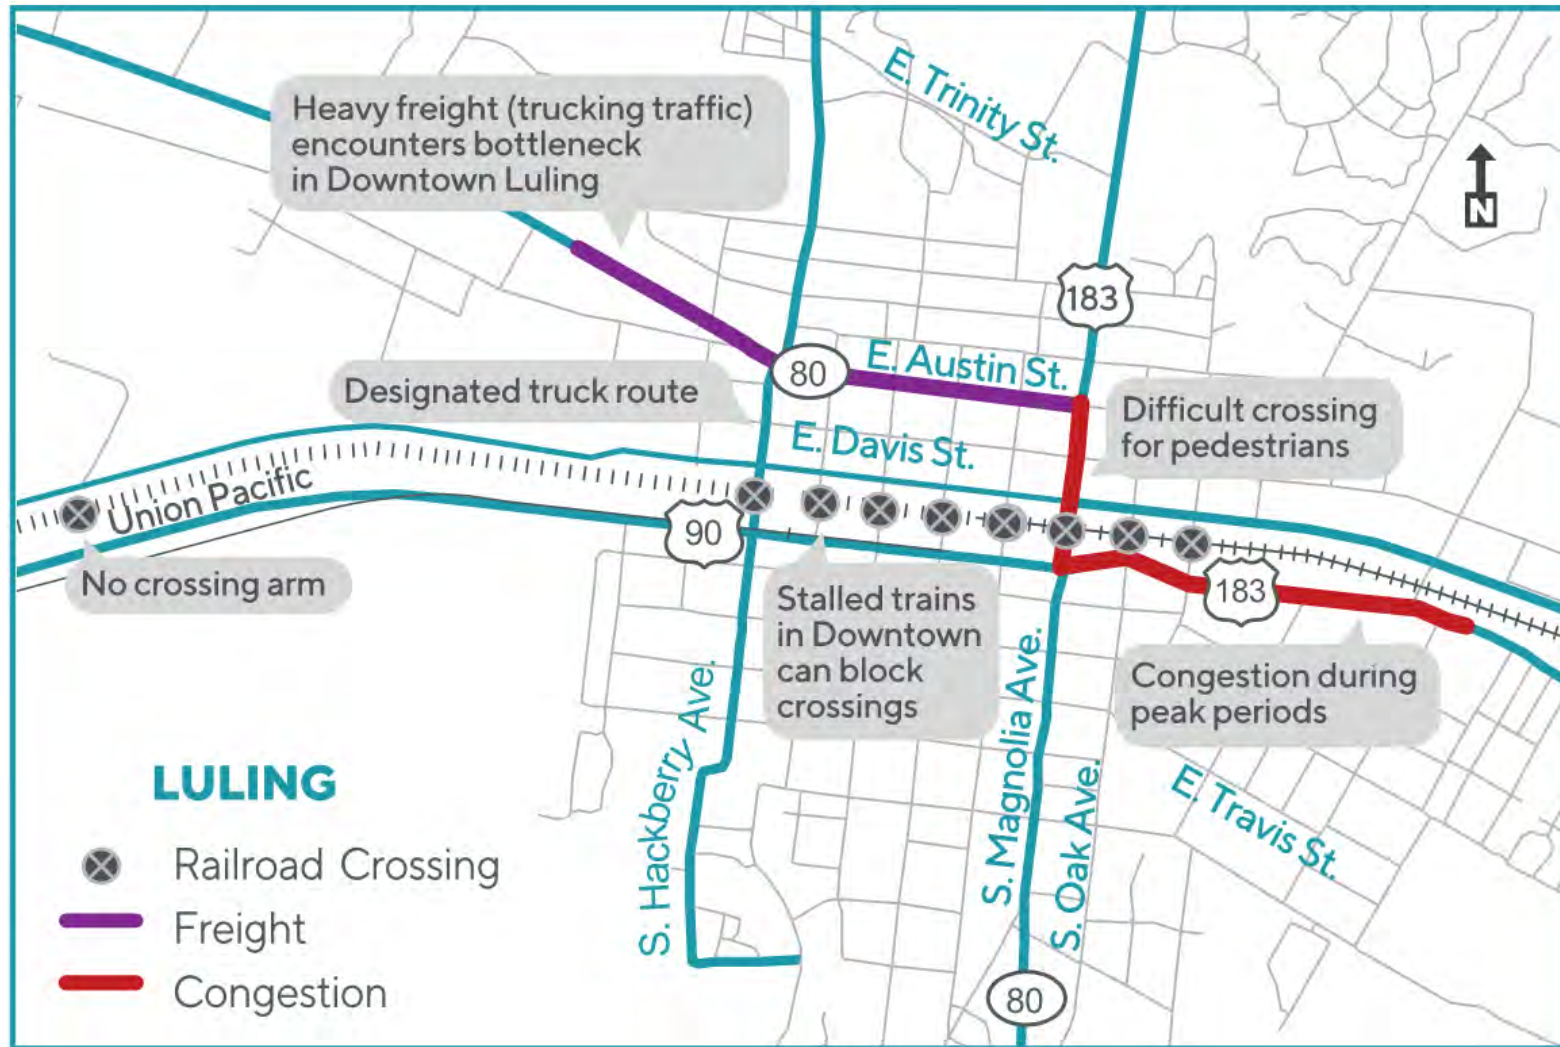 E. Trinity St.
Heavy freight (trucking traffic)
encounters bottleneck
in Downtown Luling
N
183
E. Austin St.
80
Designated truck route
Difficult crossing
for pedestrians
E. Davis St.
Union Pacific
90
No crossing arm
183
Stalled trains
in Downtown
can block
crossings
Congestion during
peak periods
S. Hackberry Ave.
S. Magnolia Ave.
S. Oak Ave.
E. Travis St.
80
LULING
Railroad Crossing
Freight
Congestion